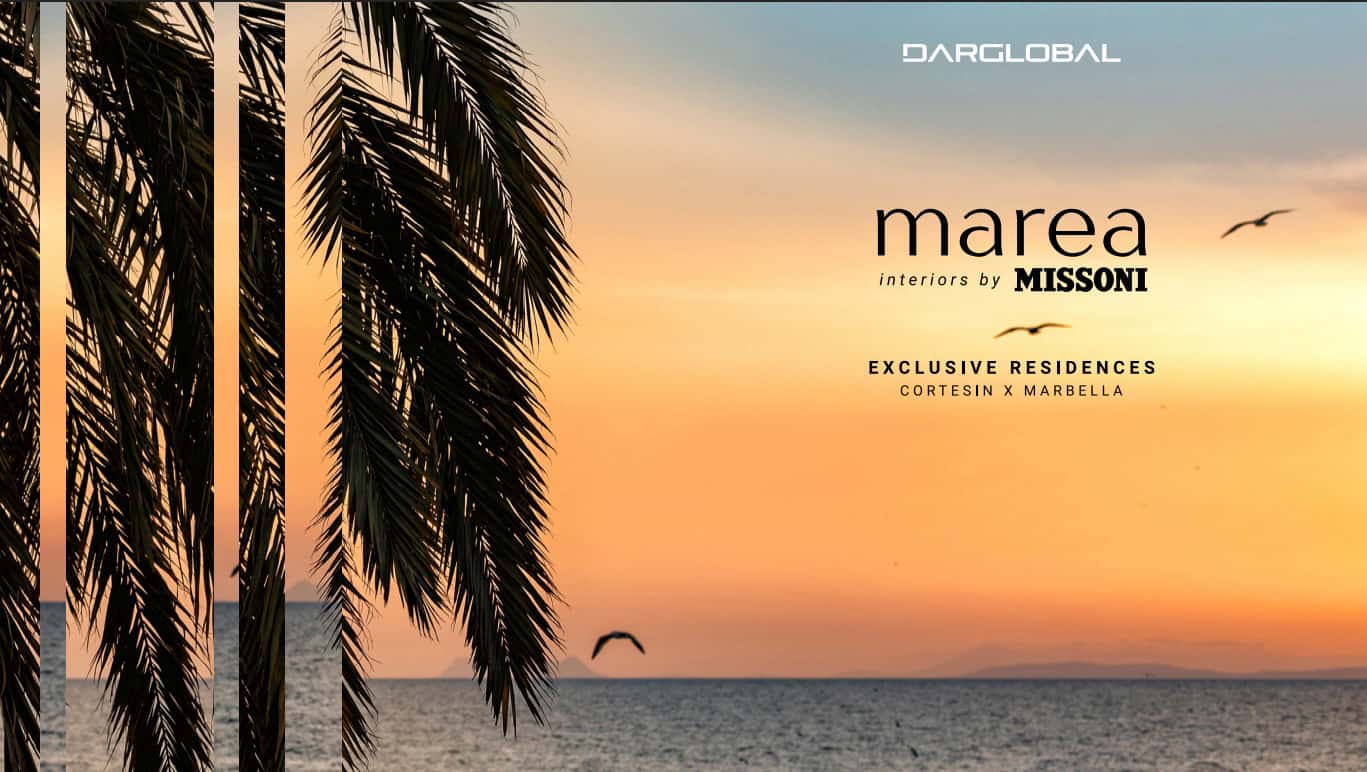 DARGLOBAL
marea
interiors by MISSONI
EXCLUSIVE RESIDENCES
CORTESIN X MARBELLA